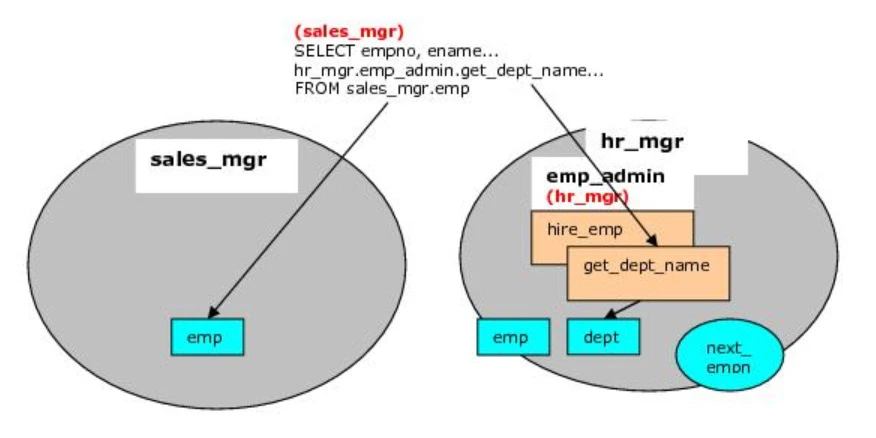 (sales_mgr)
SELECT empno, ename...
hr_mgr.emp_admin.get_dept_name...
FROM sales_mgr.emp
sales_mgr
hr_mgr
emp_admin
(hr_mgr)
hire_emp
get_dept_name
emp
emp
dept
next_
empn